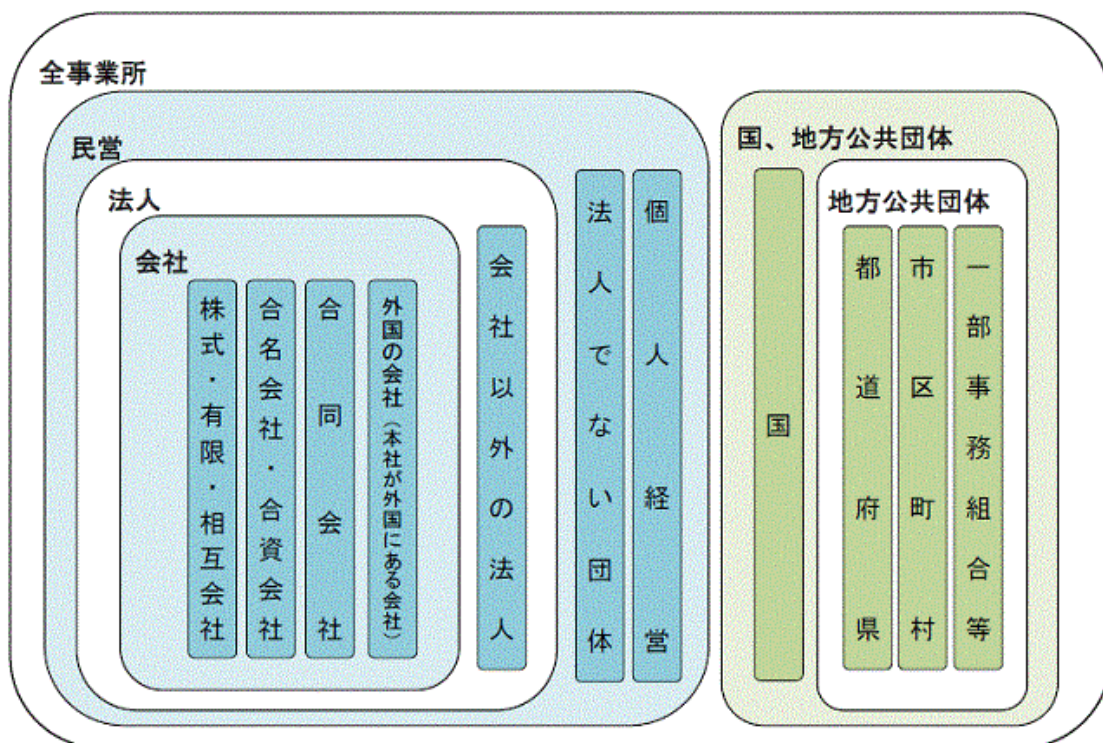 全事業所
民営
法人
会社
株式・有限・相互会社
合名会社・合資会社
合同会社
外国の会社（本社が外国にある会社）
会社以外の法人
法人でない団体
個人経営
国、地方公共団体
国
地方公共団体
都道府県
市区町村
一部事務組合等